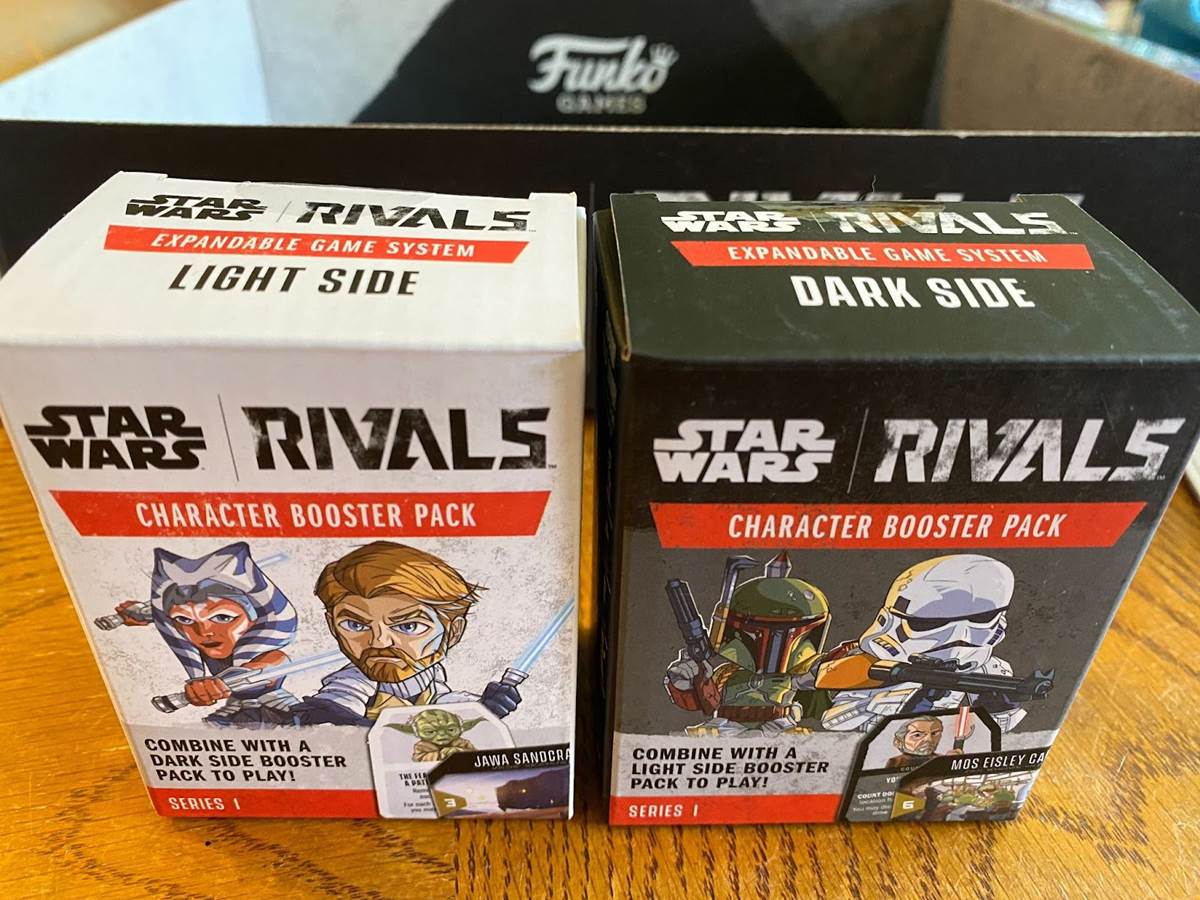 Funko
GAMES
RIVALS
STAR WARS RIVALS
EXPANDABLE GAME SYSTEM
LIGHT SIDE
STAR WARS RIVALS
CHARACTER BOOSTER PACK
COMBINE WITH A
DARK SIDE BOOSTER
PACK TO PLAY!
SERIES 1
JAWA SANDCRA
3
STAR WARS RIVALS
EXPANDABLE GAME SYSTEM
DARK SIDE
STAR WARS RIVALS
CHARACTER BOOSTER PACK
COMBINE WITH A
LIGHT SIDE BOOSTER
PACK TO PLAY!
SERIES 1
MOS EISLEY CA
COUNT DO
6